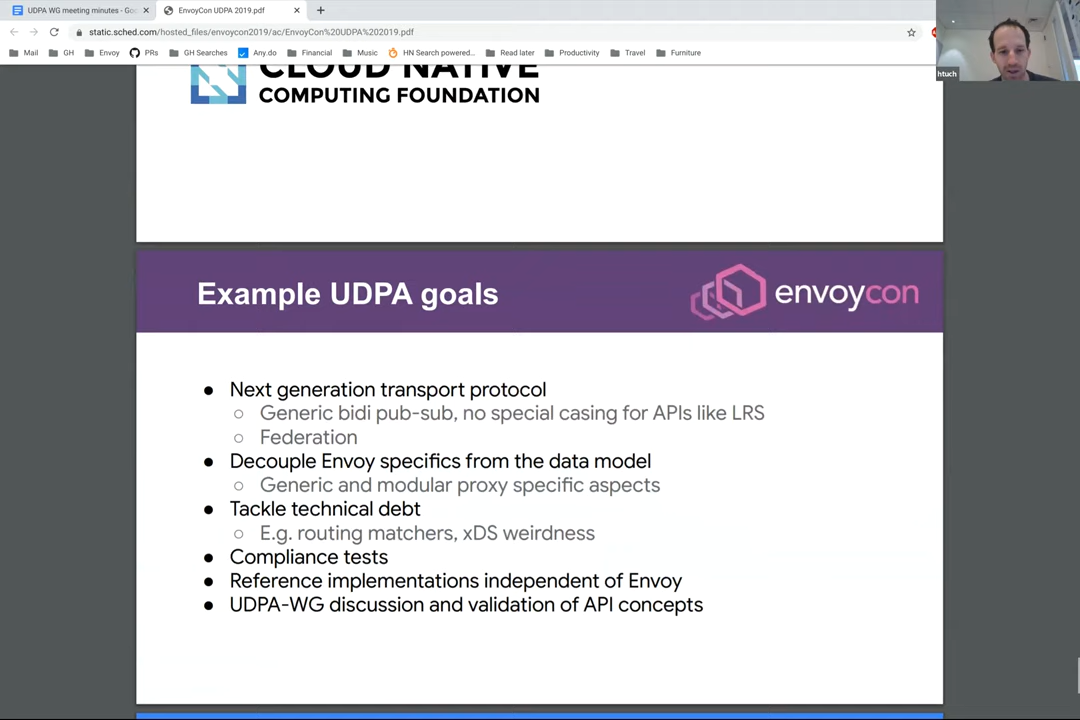 UDPA WG meeting minutes - Goo
EnvoyCon UDPA 2019.pdf
static.sched.com/hosted_files/envoycon2019/ac/EnvoyCon%20UDPA%202019.pdf
Mail
GH
Envoy
PRs
GH Searches
Any.do
Financial
Music
HN Search powered...
Read later
Productivity
Travel
Furniture
htuch
CLOUD NATIVE
COMPUTING FOUNDATION
Example UDPA goals
envoycon
● Next generation transport protocol
○ Generic bidi pub-sub, no special casing for APIs like LRS
○ Federation
● Decouple Envoy specifics from the data model
○ Generic and modular proxy specific aspects
● Tackle technical debt
○ E.g. routing matchers, xDS weirdness
● Compliance tests
● Reference implementations independent of Envoy
● UDPA-WG discussion and validation of API concepts